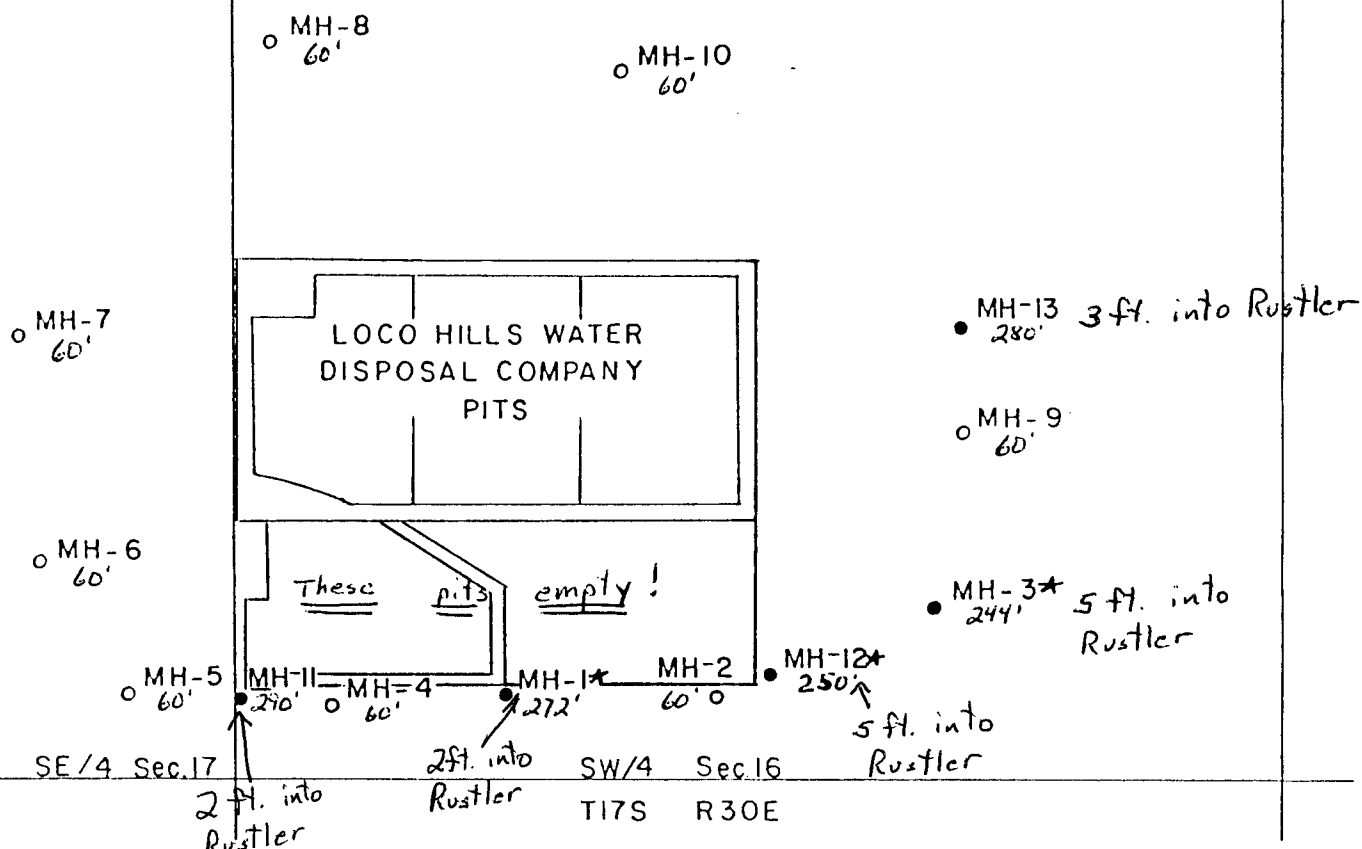 MH-8
60'
MH-10
60'
MH-7
60'
LOCO HILLS WATER
DISPOSAL COMPANY
PITS
MH-13 3 ft. into Rustler
280'
MH-9
60'
MH-6
60'
These pits empty!
MH-3* 5 ft. into
244' Rustler
MH-5
60'
MH-11
290'
MH-4
60'
MH-1*
272'
MH-2
60'
MH-12*
250'
5 ft. into
Rustler
2 ft. into
Rustler
SE/4 Sec. 17
SW/4 Sec 16
2 ft. into
Rustler
T17S R30E